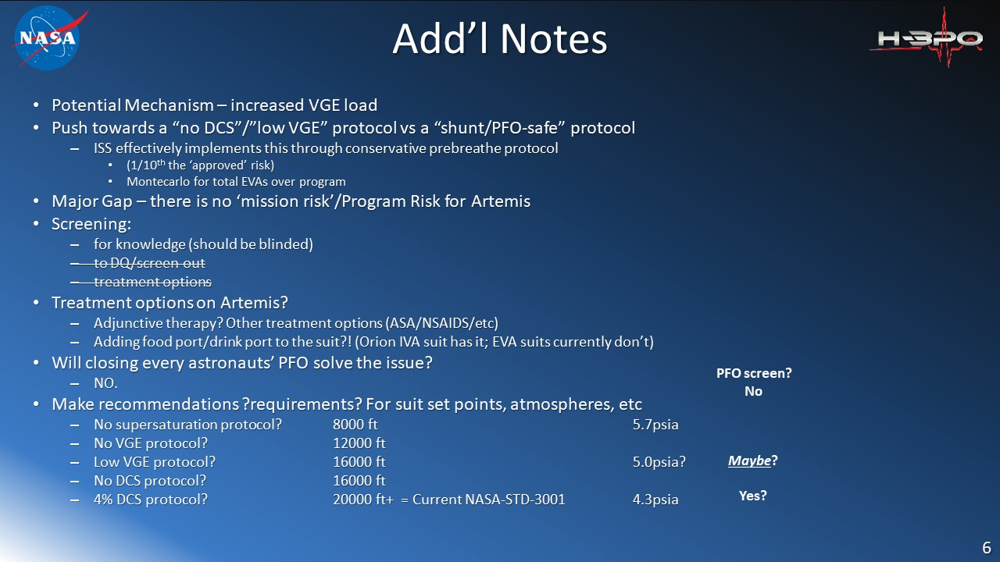 NASA
Add’l Notes
H-3PO
• Potential Mechanism – increased VGE load
• Push towards a “no DCS”/”low VGE” protocol vs a “shunt/PFO-safe” protocol
– ISS effectively implements this through conservative prebreathe protocol
• (1/10th the ‘approved’ risk)
• Montecarlo for total EVAs over program
• Major Gap – there is no ‘mission risk’/Program Risk for Artemis
• Screening:
– for knowledge (should be blinded)
– to DQ/screen out
– treatment options
• Treatment options on Artemis?
– Adjunctive therapy? Other treatment options (ASA/NSAIDS/etc)
– Adding food port/drink port to the suit?! (Orion IVA suit has it; EVA suits currently don’t)
• Will closing every astronauts’ PFO solve the issue?
– NO.
PFO screen?
No
• Make recommendations ?requirements? For suit set points, atmospheres, etc
– No supersaturation protocol? 8000 ft 5.7psia
– No VGE protocol? 12000 ft
– Low VGE protocol? 16000 ft 5.0psia? Maybe?
– No DCS protocol? 16000 ft
– 4% DCS protocol? 20000 ft+ = Current NASA-STD-3001 4.3psia Yes?
6